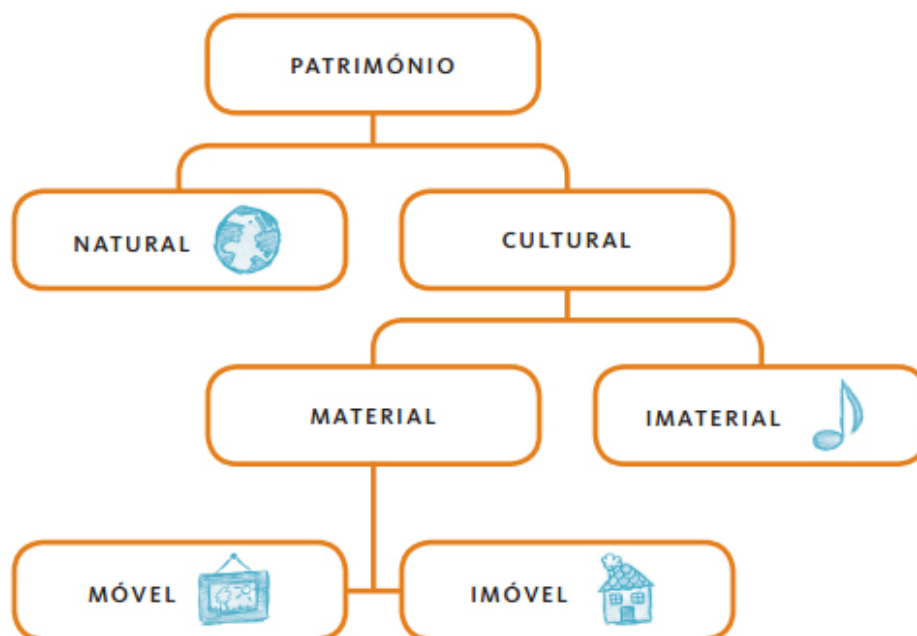 PATRIMÓNIO
NATURAL
CULTURAL
MATERIAL
IMATERIAL
MÓVEL
IMÓVEL